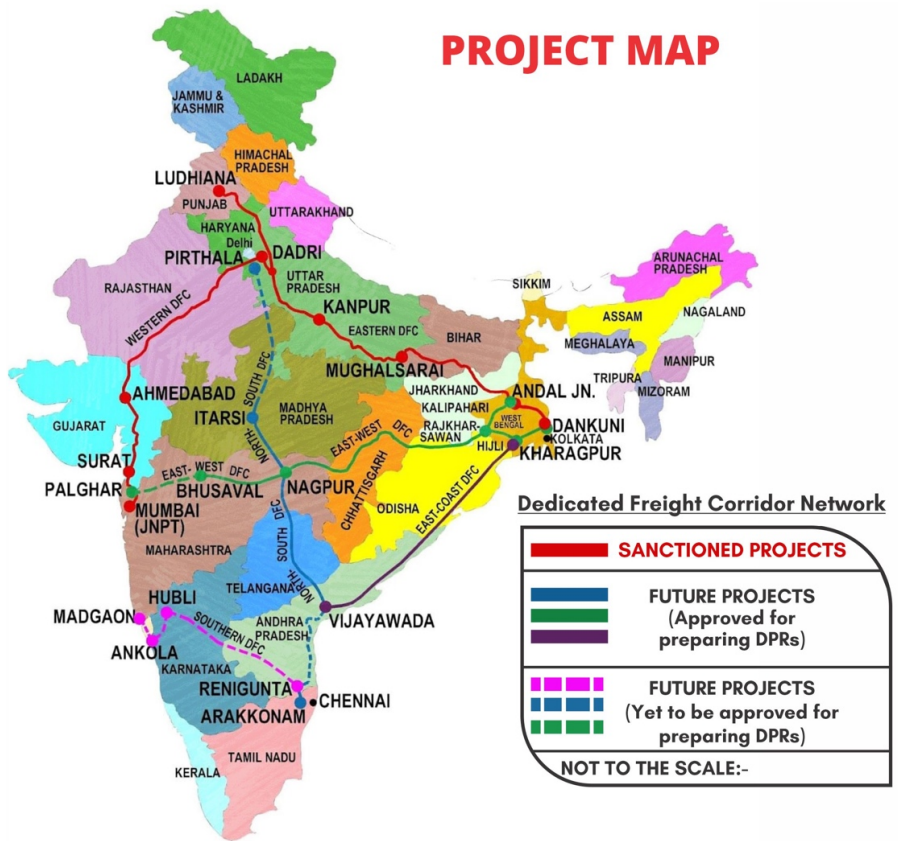 PROJECT MAP
LADAKH
JAMMU &
KASHMIR
HIMACHAL
PRADESH
LUDHIANA
PUNJAB
UTTARAKHAND
HARYANA
Delhi
PIRTHALA
DADRI
UTTAR
PRADESH
RAJASTHAN
WESTERN DFC
KANPUR
EASTERN DFC
BIHAR
SIKKIM
ARUNACHAL
PRADESH
ASSAM
NAGALAND
MEGHALAYA
MANIPUR
TRIPURA
MIZORAM
MUGHALSARAI
JHARKHAND
ANDAL JN.
AHMEDABAD
GUJARAT
ITARSI
NORTH- SOUTH DFC
MADHYA
PRADESH
KALIPAHARI
RAJKHAR-
SAWAN
WEST
BENGAL
DANKUNI
KOLKATA
HIJLI
KHARAGPUR
EAST-WEST DFC
SURAT
EAST- WEST DFC
PALGHAR
BHUSAVAL
NAGPUR
CHHATTISGARH
ODISHA
EAST-COAST DFC
MUMBAI
(JNPT)
MAHARASHTRA
NORTH- SOUTH DFC
TELANGANA
HUBLI
MADGAON
ANKOLA
SOUTHERN DFC
KARNATAKA
ANDHRA
PRADESH
VIJAYAWADA
RENIGUNTA
CHENNAI
ARAKKONAM
TAMIL NADU
KERALA
Dedicated Freight Corridor Network
SANCTIONED PROJECTS
FUTURE PROJECTS
(Approved for
preparing DPRs)
FUTURE PROJECTS
(Yet to be approved for
preparing DPRs)
NOT TO THE SCALE:-